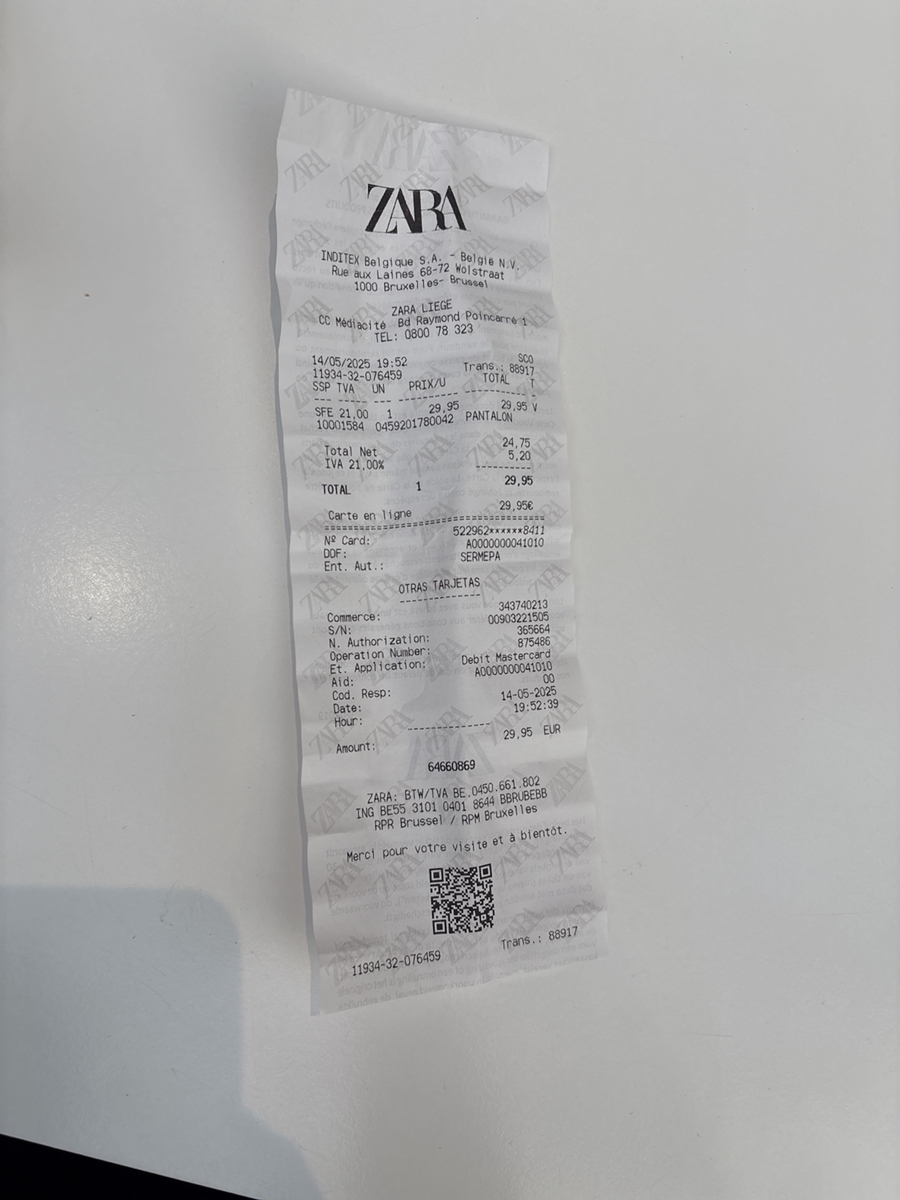 ZARA
INDITEX Belgique S.A. - België N.V.
Rue aux Laines 68-72 Wolstraat
1000 Bruxelles- Brussel
ZARA LIEGE
CC Médiacité Bd Raymond Poincarré 1
TEL: 0800 78 323
SCO
14/05/2025 19:52 Trans.: 88917
11934-32-076459
SSP TVA UN PRIX/U TOTAL T
SFE 21,00 1 29,95 29,95 V
10001584 0459201780042 PANTALON
Total Net 24,75
IVA 21,00% 5,20
TOTAL 1 29,95
Carte en ligne 29,95€
Nº Card: 522962******8411
DDF: A0000000041010
Ent. Aut.: SERMEPA
OTRAS TARJETAS
Commerce: 343740213
S/N: 00903221505
N. Authorization: 365664
Operation Number: 875486
Et. Application: Debit Mastercard
Aid: A0000000041010
Cod. Resp: 00
Date: 14-05-2025
Hour: 19:52:39
Amount: 29,95 EUR
64660869
ZARA: BTW/TVA BE.0450.661.802
ING BE55 3101 0401 8644 BBRUBEBB
RPR Brussel / RPM Bruxelles
Merci pour votre visite et à bientôt.
11934-32-076459 Trans.: 88917